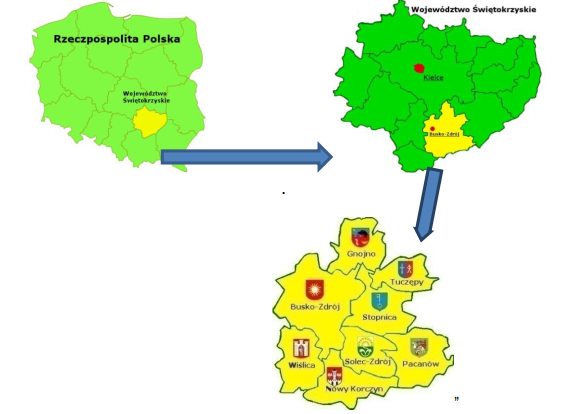 Województwo Świętokrzyskie
Rzeczpospolita Polska
Kielce
Województwo
Świętokrzyskie
Busko-Zdrój
.
Gnojno
Tuczępy
Busko-Zdrój
Stopnica
Wiślica
Solec-Zdrój
Pacanów
Nowy Korczyn
”